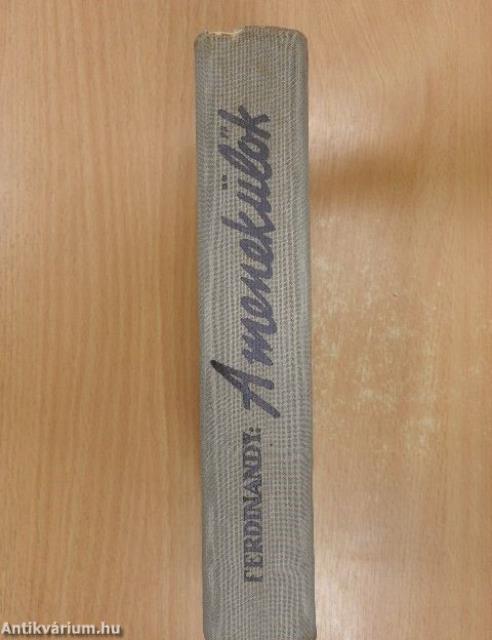 FERDINANDY: A menekülők
Antikvárium.hu